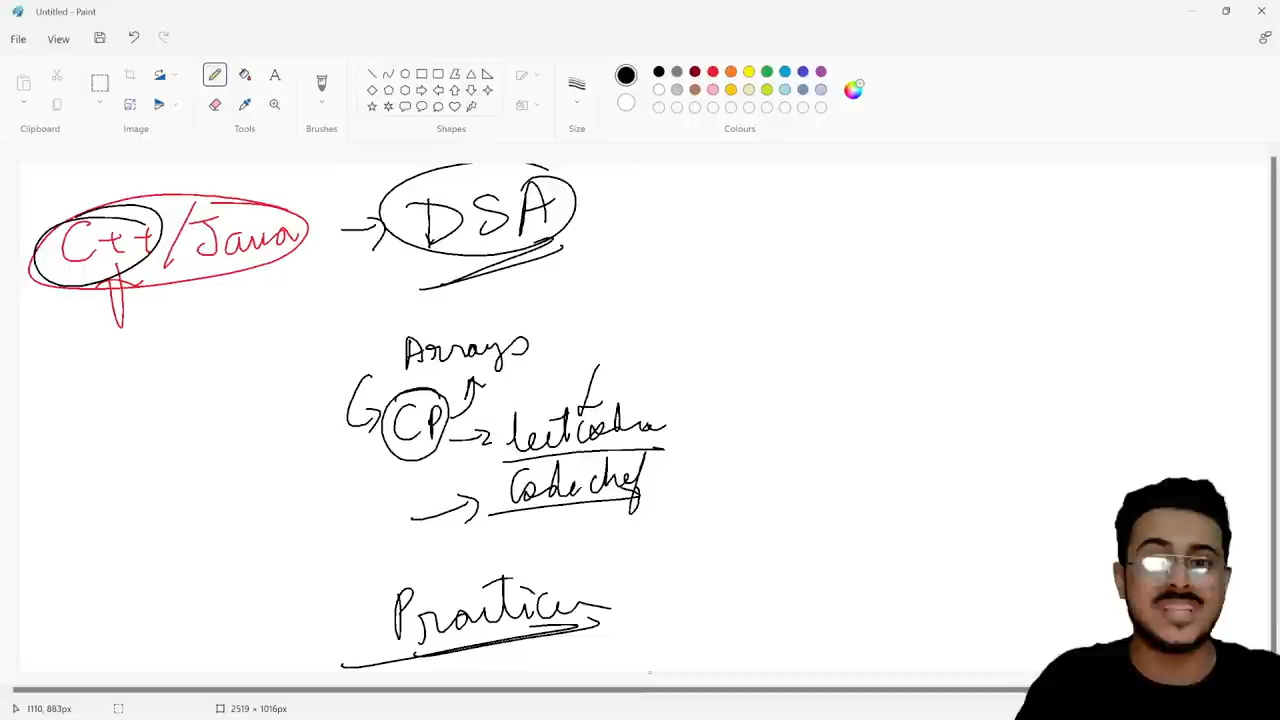 Untitled - Paint
File
View
Clipboard
Image
Tools
Brushes
Shapes
Size
Colours
C++/Java → DSA
Arrays
CP → leetcode
→ Codechef
Practice
1110, 883px
2519 × 1016px